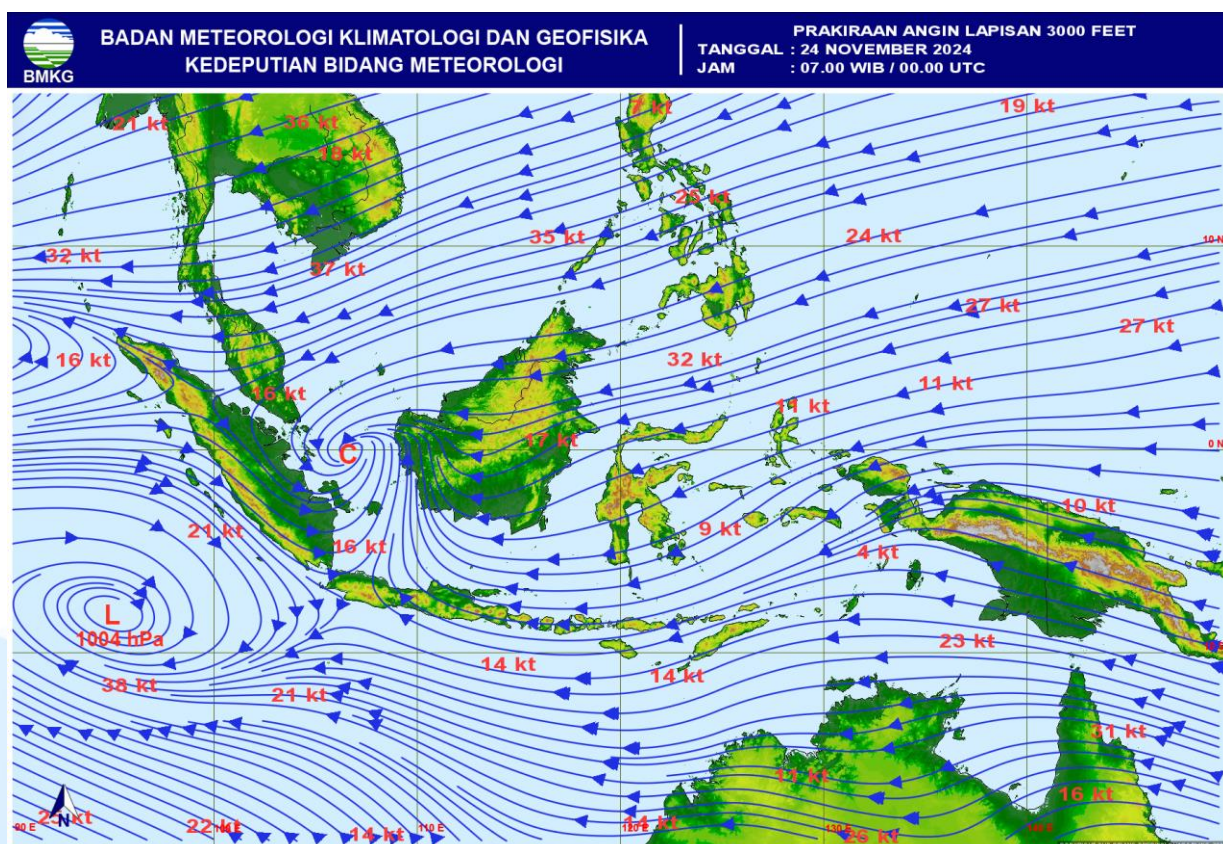 BMKG
BADAN METEOROLOGI KLIMATOLOGI DAN GEOFISIKA
KEDEPUTIAN BIDANG METEOROLOGI
PRAKIRAAN ANGIN LAPISAN 3000 FEET
TANGGAL : 24 NOVEMBER 2024
JAM : 07.00 WIB / 00.00 UTC
21 kt
36 kt
18 kt
7 kt
19 kt
25 kt
35 kt
24 kt
10 N
32 kt
37 kt
27 kt
27 kt
16 kt
32 kt
11 kt
16 kt
11 kt
17 kt
0 N
C
21 kt
16 kt
9 kt
10 kt
4 kt
L
1004 hPa
23 kt
14 kt
14 kt
38 kt
21 kt
31 kt
11 kt
16 kt
22 kt
14 kt
14 kt
26 kt
N
90 E
110 E
120 E
130 E